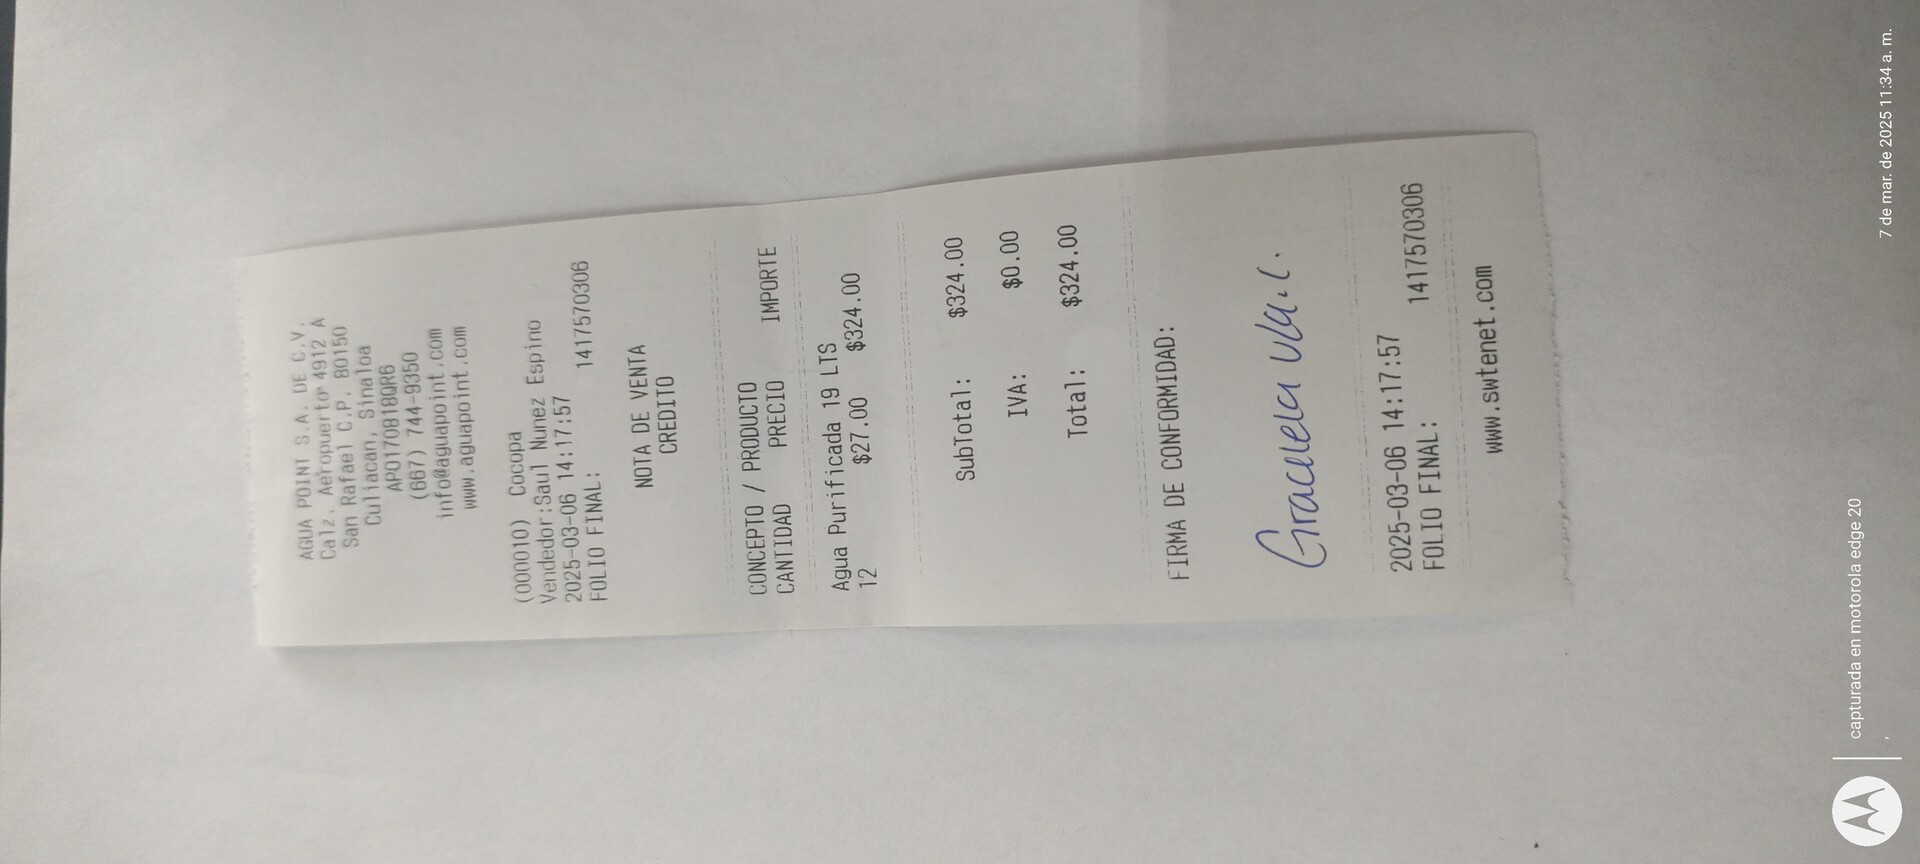 AGUA POINT S.A. DE C.V.
Calz. Aeropuerto 4912 A
San Rafael C.P. 80150
Culiacan, Sinaloa
APO170818QR6
(667) 744-9350
info@aguapoint.com
www.aguapoint.com
(000010) Cocopa
Vendedor:Saul Nunez Espino
2025-03-06 14:17:57
FOLIO FINAL: 1417570306
NOTA DE VENTA
CREDITO
CONCEPTO / PRODUCTO
CANTIDAD PRECIO IMPORTE
Agua Purificada 19 LTS
12 $27.00 $324.00
SubTotal: $324.00
IVA: $0.00
Total: $324.00
FIRMA DE CONFORMIDAD:
Graciela
2025-03-06 14:17:57
FOLIO FINAL: 1417570306
www.swtenet.com
capturada en motorola edge 20
7 de mar. de 2025 11:34 a. m.